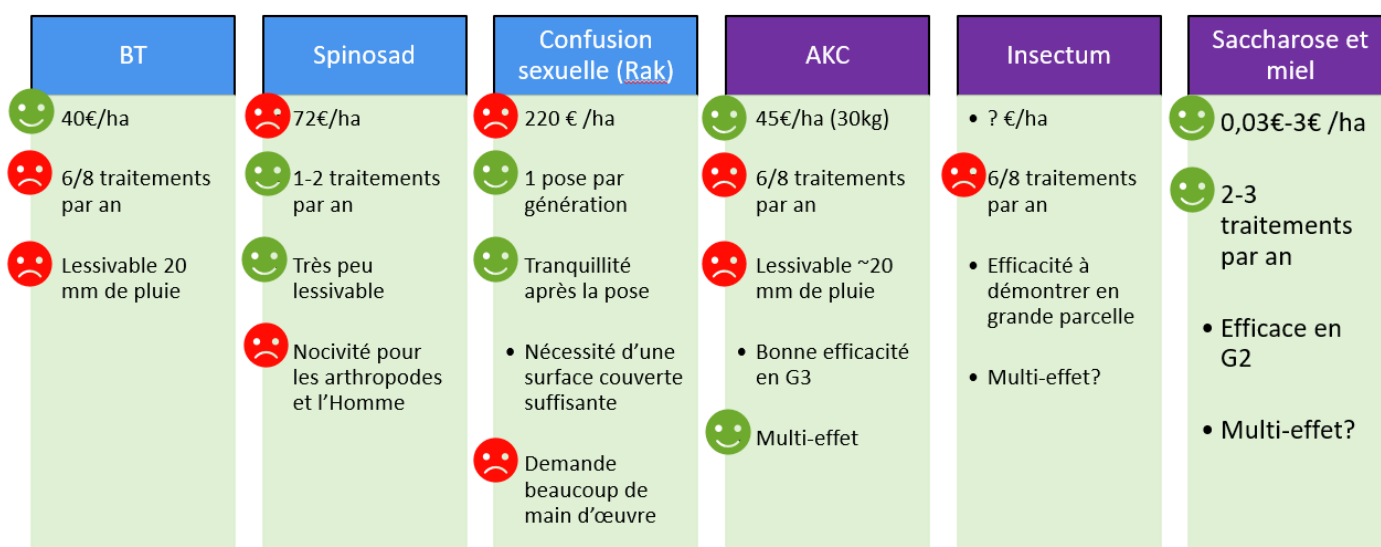 BT
40€/ha
6/8 traitements
par an
Lessivable 20
mm de pluie
Spinosad
72€/ha
1-2 traitements
par an
Très peu
lessivable
Nocivité pour
les arthropodes
et l’Homme
Confusion
sexuelle (Rak)
220 € /ha
1 pose par
génération
Tranquillité
après la pose
• Nécessité d’une
surface couverte
suffisante
Demande
beaucoup de
main d’œuvre
AKC
45€/ha (30kg)
6/8 traitements
par an
Lessivable ~20
mm de pluie
• Bonne efficacité
en G3
Multi-effet
Insectum
• ? €/ha
6/8 traitements
par an
• Efficacité à
démontrer en
grande parcelle
• Multi-effet?
Saccharose et
miel
0,03€-3€ /ha
2-3
traitements
par an
• Efficace en
G2
• Multi-effet?